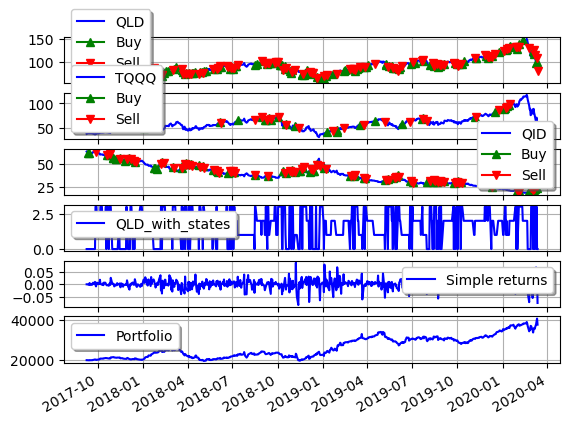 QLD
Buy
Sell
150
100
TQQQ
Buy
Sell
100
50
QID
Buy
Sell
50
25
QLD_with_states
2.5
0.0
Simple returns
0.05
0.00
−0.05
Portfolio
40000
20000
2017-10
2018-01
2018-04
2018-07
2018-10
2019-01
2019-04
2019-07
2019-10
2020-01
2020-04